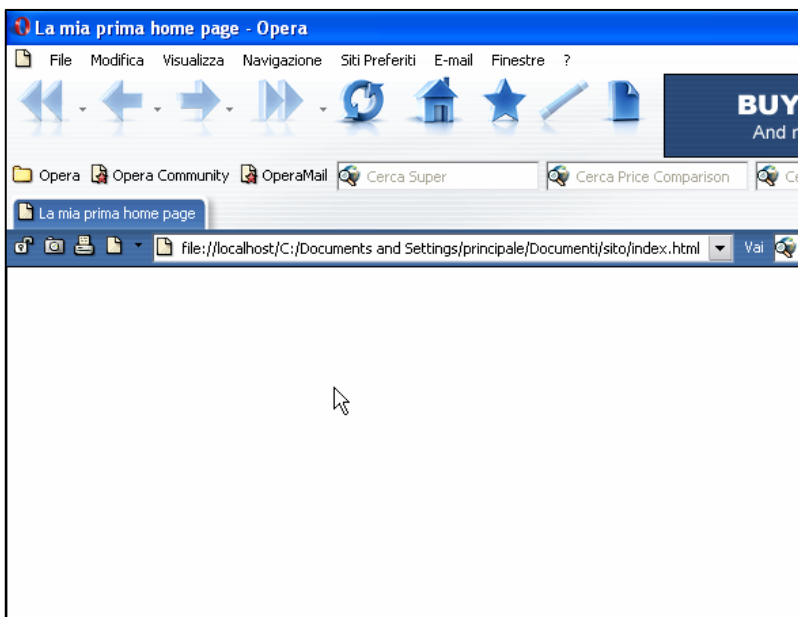 La mia prima home page - Opera
File Modifica Visualizza Navigazione Siti Preferiti E-mail Finestre ?
BUY
And
Opera Opera Community OperaMail Cerca Super Cerca Price Comparison
La mia prima home page
file://localhost/C:/Documents and Settings/principale/Documenti/sito/index.html Vai